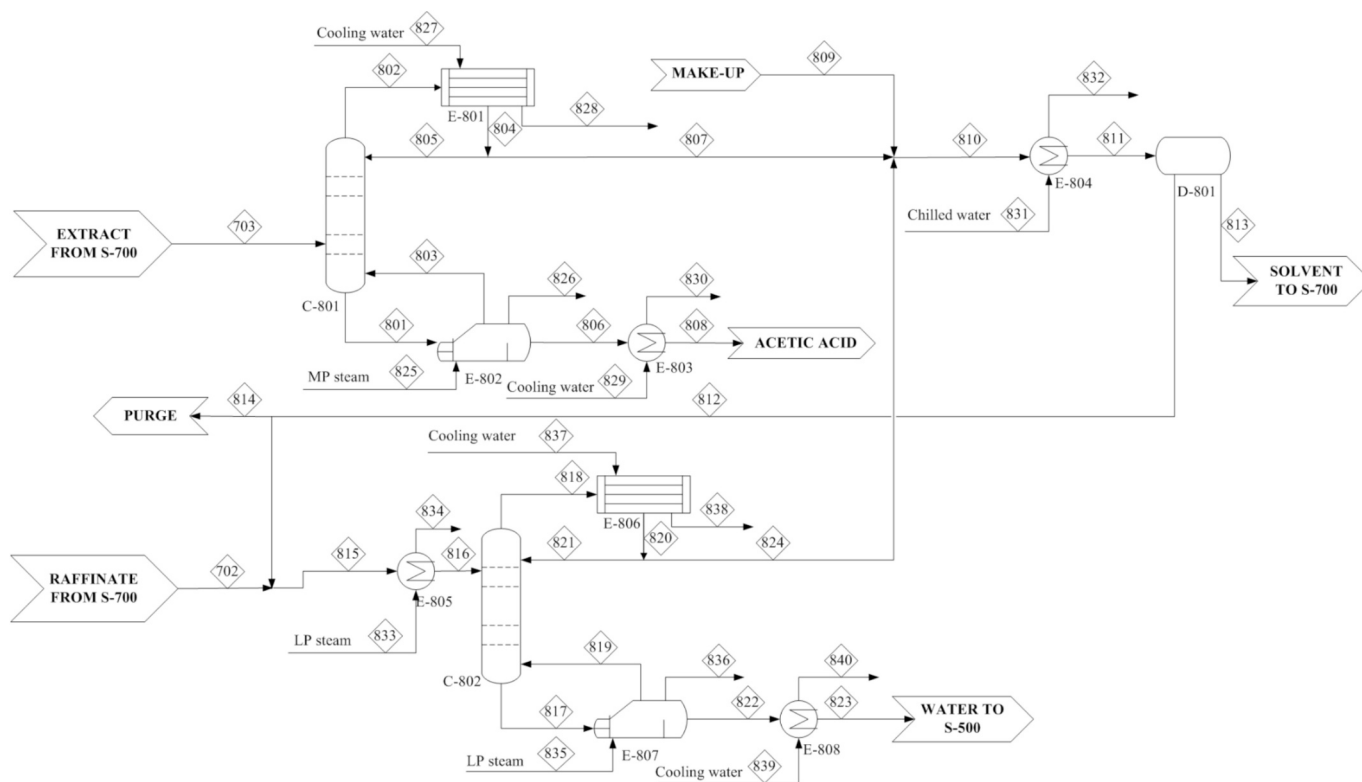 Cooling water
827
802
E-801
804
828
805
807
MAKE-UP
809
810
832
811
E-804
D-801
Chilled water
831
813
SOLVENT
TO S-700
EXTRACT
FROM S-700
703
803
C-801
801
826
806
830
808
ACETIC ACID
MP steam
825
E-802
Cooling water
829
E-803
PURGE
814
812
Cooling water
837
818
E-806
820
838
821
824
834
815
816
RAFFINATE
FROM S-700
702
E-805
LP steam
833
819
C-802
817
836
822
840
823
WATER TO
S-500
LP steam
835
E-807
Cooling water
839
E-808